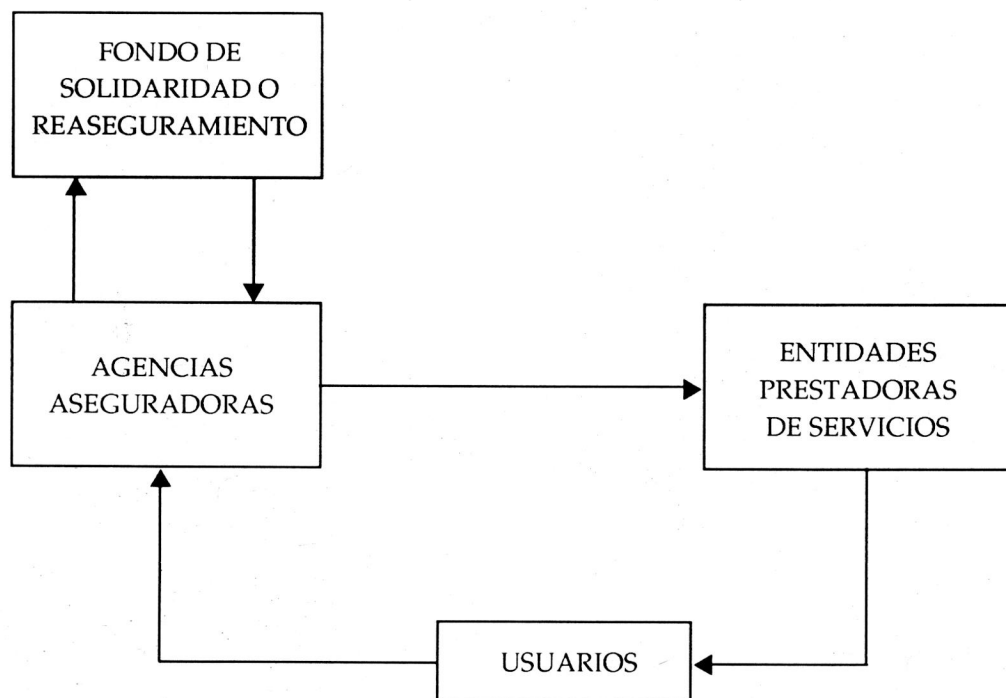 FONDO DE
SOLIDARIDAD O
REASEGURAMIENTO
AGENCIAS
ASEGURADORAS
ENTIDADES
PRESTADORAS
DE SERVICIOS
USUARIOS